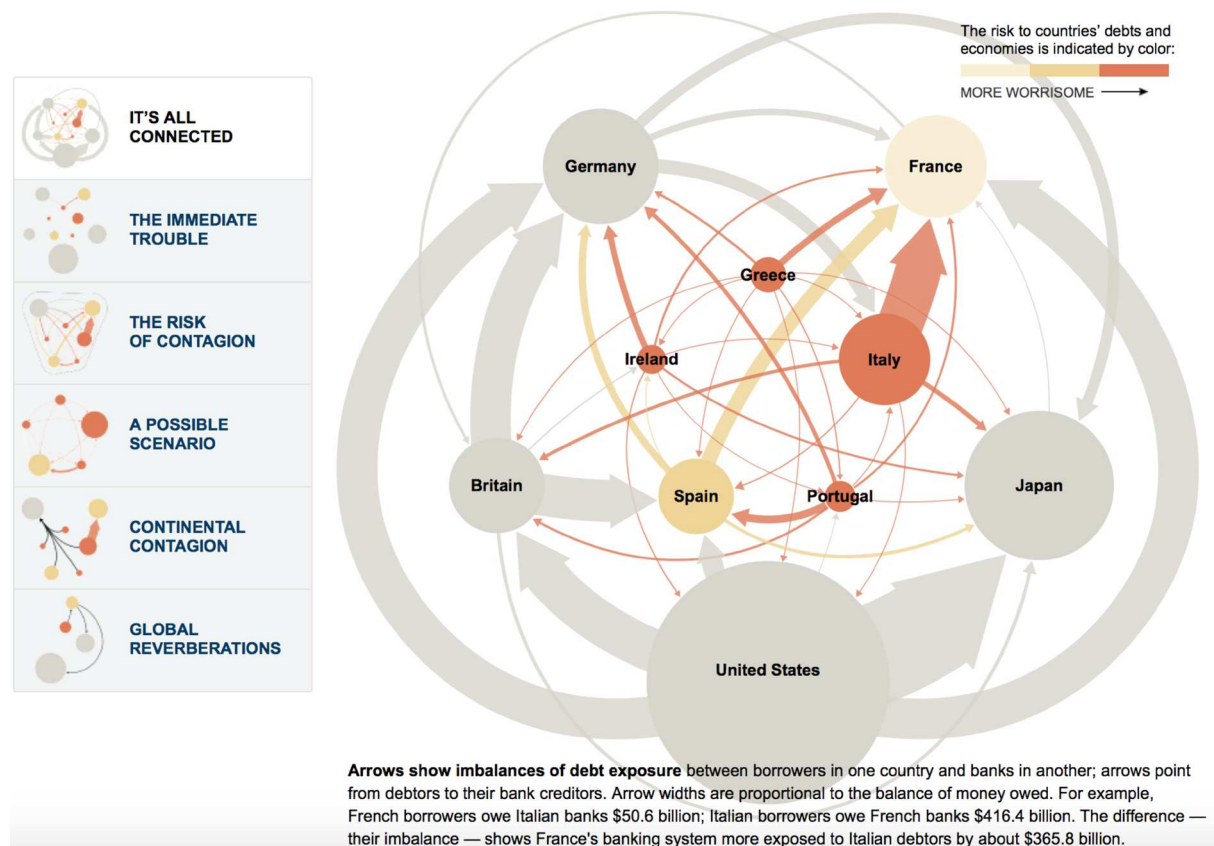 The risk to countries' debts and
economies is indicated by color:
MORE WORRISOME
IT'S ALL
CONNECTED
THE IMMEDIATE
TROUBLE
THE RISK
OF CONTAGION
A POSSIBLE
SCENARIO
CONTINENTAL
CONTAGION
GLOBAL
REVERBERATIONS
Germany
France
Greece
Ireland
Italy
Britain
Spain
Portugal
Japan
United States
Arrows show imbalances of debt exposure between borrowers in one country and banks in another; arrows point
from debtors to their bank creditors. Arrow widths are proportional to the balance of money owed. For example,
French borrowers owe Italian banks $50.6 billion; Italian borrowers owe French banks $416.4 billion. The difference —
their imbalance — shows France's banking system more exposed to Italian debtors by about $365.8 billion.